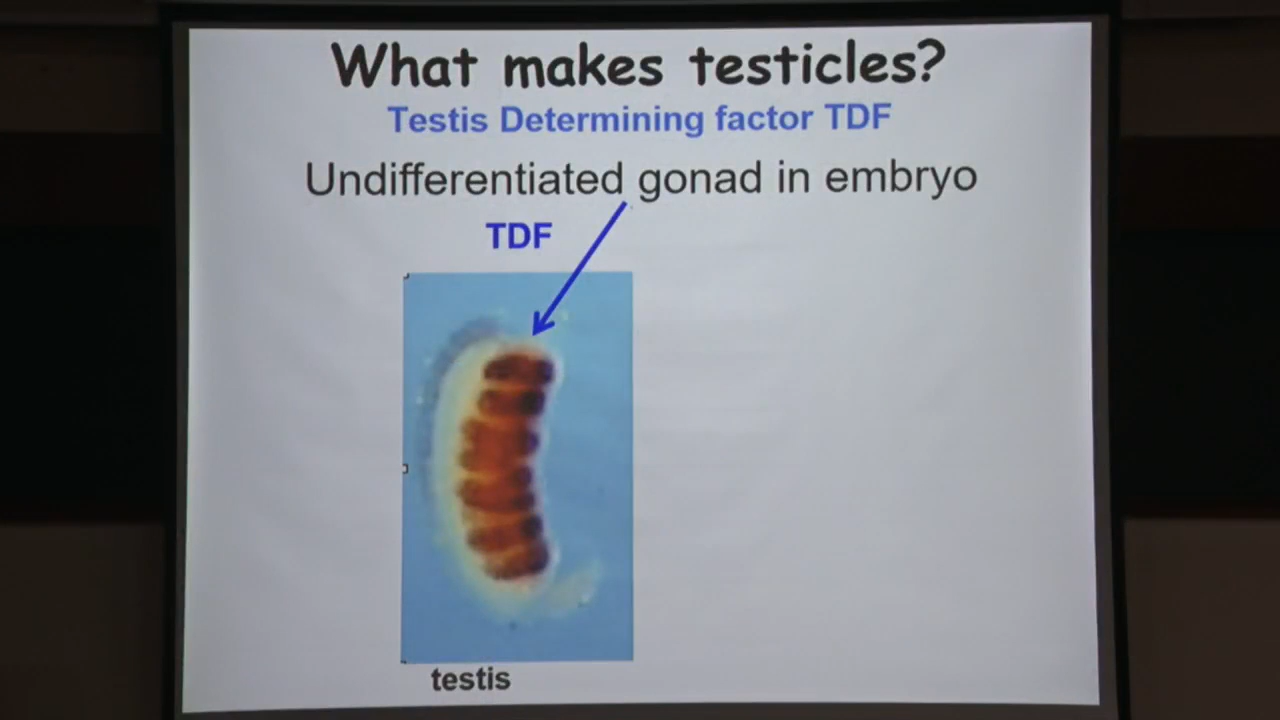 What makes testicles?
Testis Determining factor TDF
Undifferentiated gonad in embryo
TDF
testis